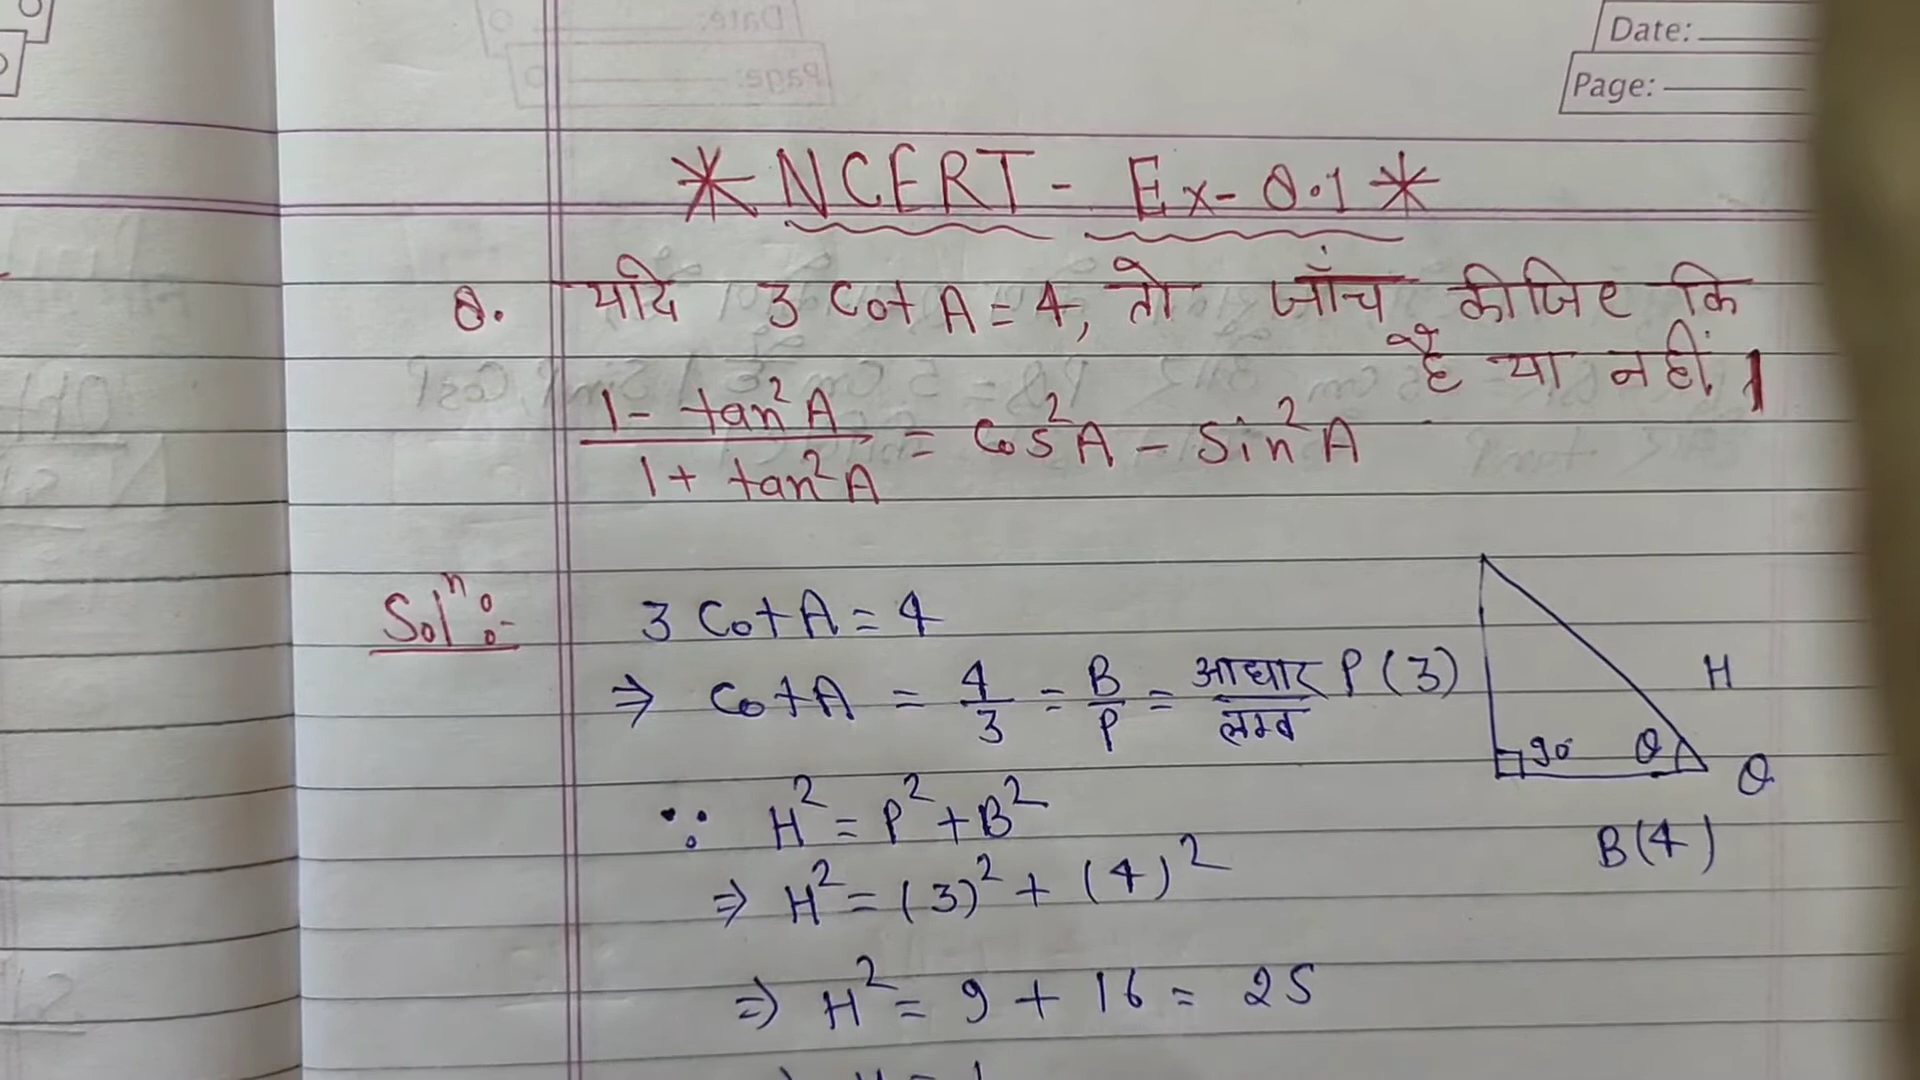 Date:
Page:
* NCERT - Ex- 8.1 *
8. यदि 3 Cot A = 4, तो जाँच कीजिए कि
है या नहीं।
1 - tan²A / 1 + tan²A = Cos²A - Sin²A
Solⁿ:-
3 Cot A = 4
⇒ Cot A = 4/3 = B/P = आधार/लम्ब
P (3)
H
90°
θ
θ
B(4)
∵ H² = P² + B²
⇒ H² = (3)² + (4)²
⇒ H² = 9 + 16 = 25